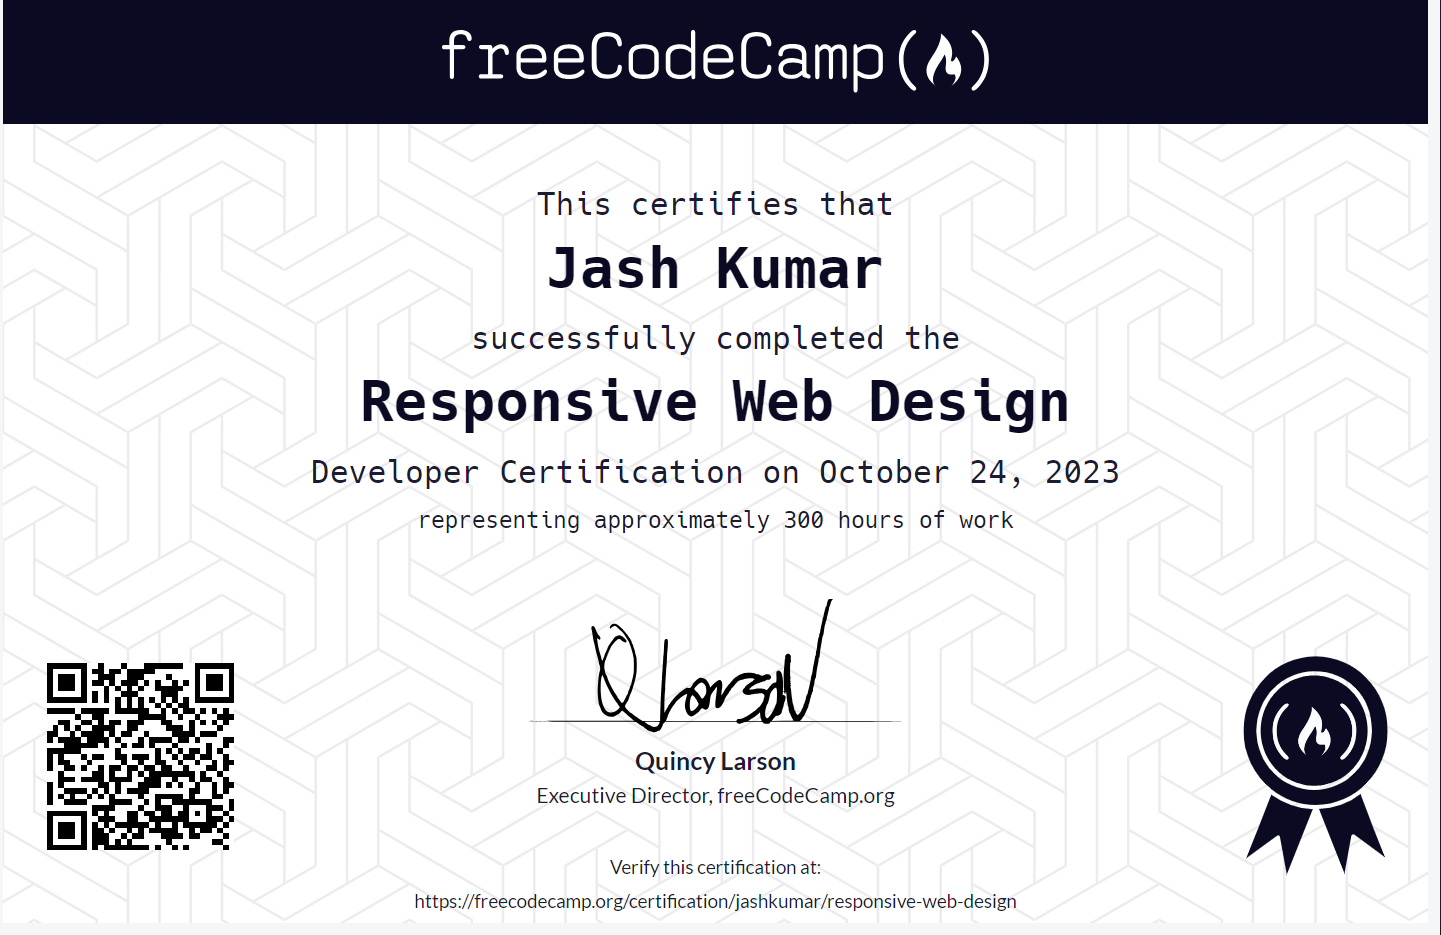 freeCodeCamp
This certifies that
Jash Kumar
successfully completed the
Responsive Web Design
Developer Certification on October 24, 2023
representing approximately 300 hours of work
Quincy Larson
Executive Director, freeCodeCamp.org
Verify this certification at:
https://freecodecamp.org/certification/jashkumar/responsive-web-design